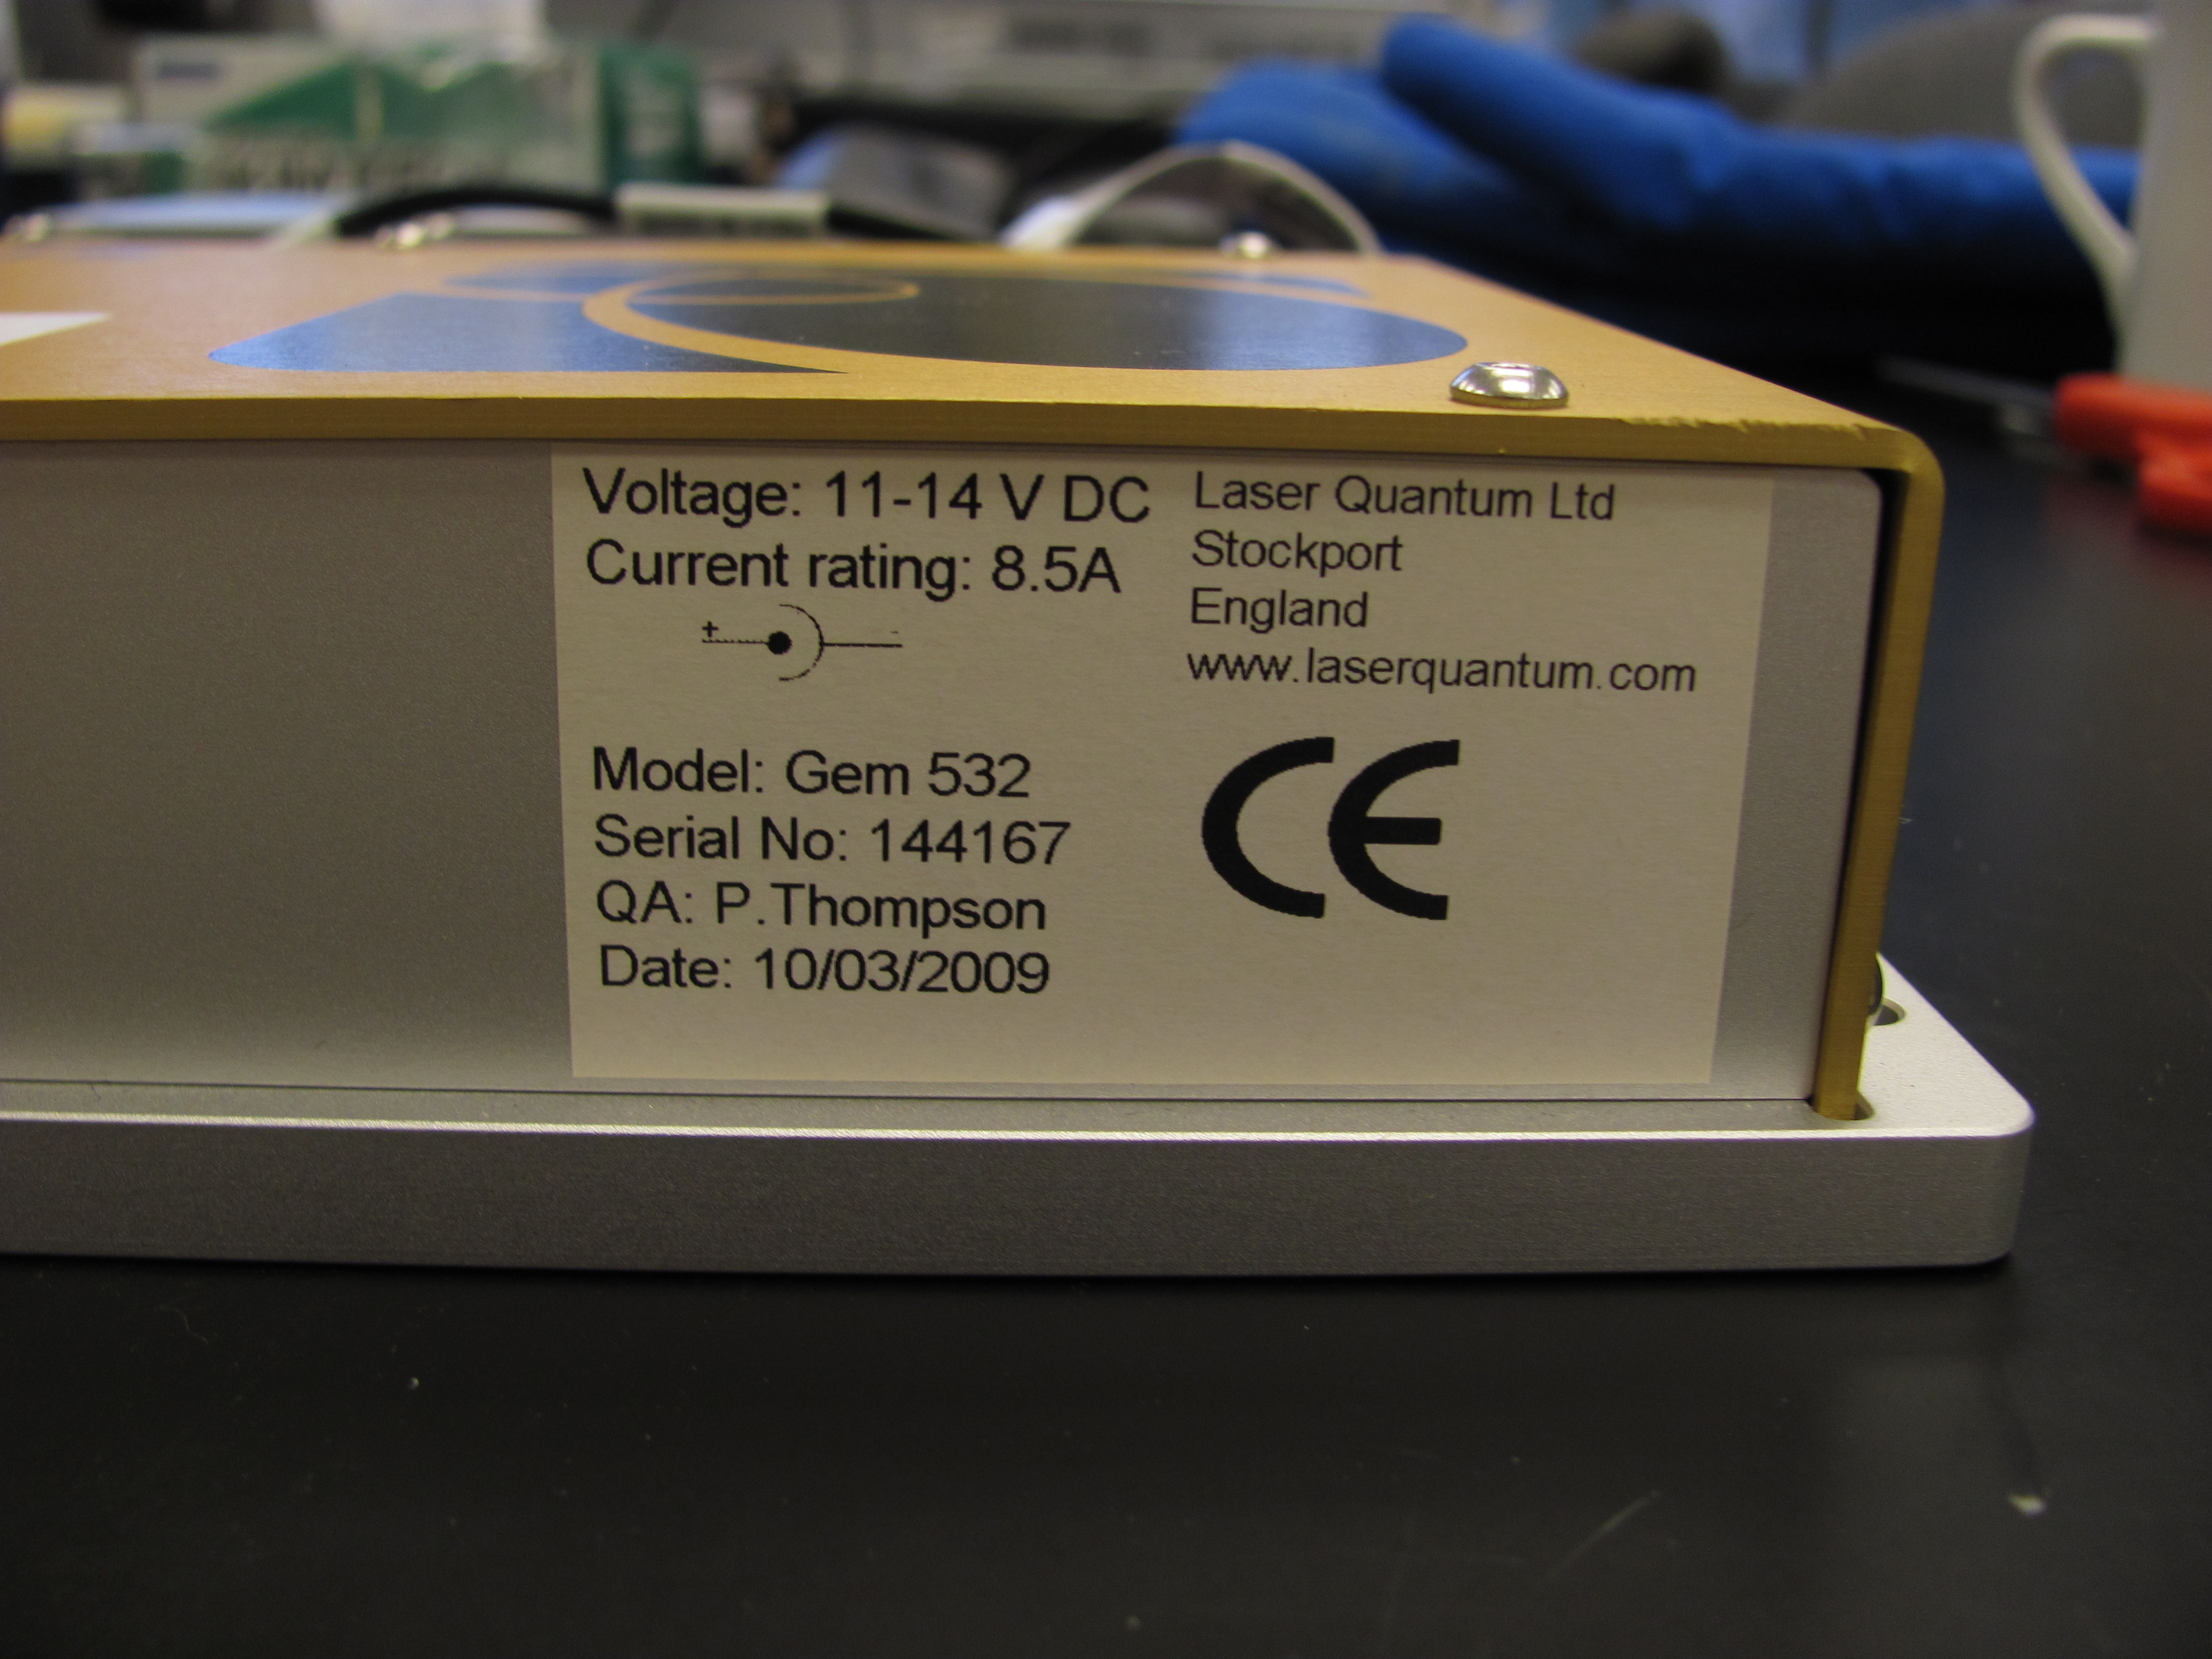 Voltage: 11-14 V DC
Current rating: 8.5A
+ -
Model: Gem 532
Serial No: 144167
QA: P.Thompson
Date: 10/03/2009
Laser Quantum Ltd
Stockport
England
www.laserquantum.com
CE